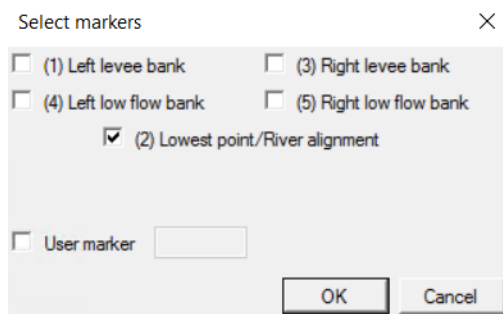 Select markers
(1) Left levee bank (3) Right levee bank
(4) Left low flow bank (5) Right low flow bank
(2) Lowest point/River alignment
User marker
OK Cancel